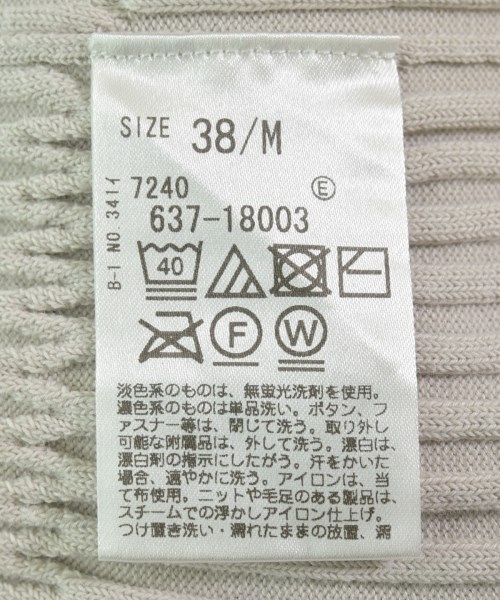 SIZE 38/M
7240 Ⓔ
637-18003
40
F W
淡色系のものは、無蛍光洗剤を使用。
濃色系のものは単品洗い。ボタン、フ
ァスナー等は、閉じて洗う。取り外し
可能な附属品は、外して洗う。漂白は、
漂白剤の指示にしたがう。汗をかいた
場合、速やかに洗う。アイロンは、当
て布使用。ニットや毛足のある製品は、
スチームでの浮かしアイロン仕上げ。
つけ置き洗い・濡れたままの放置、濡
B-1 NO.3414